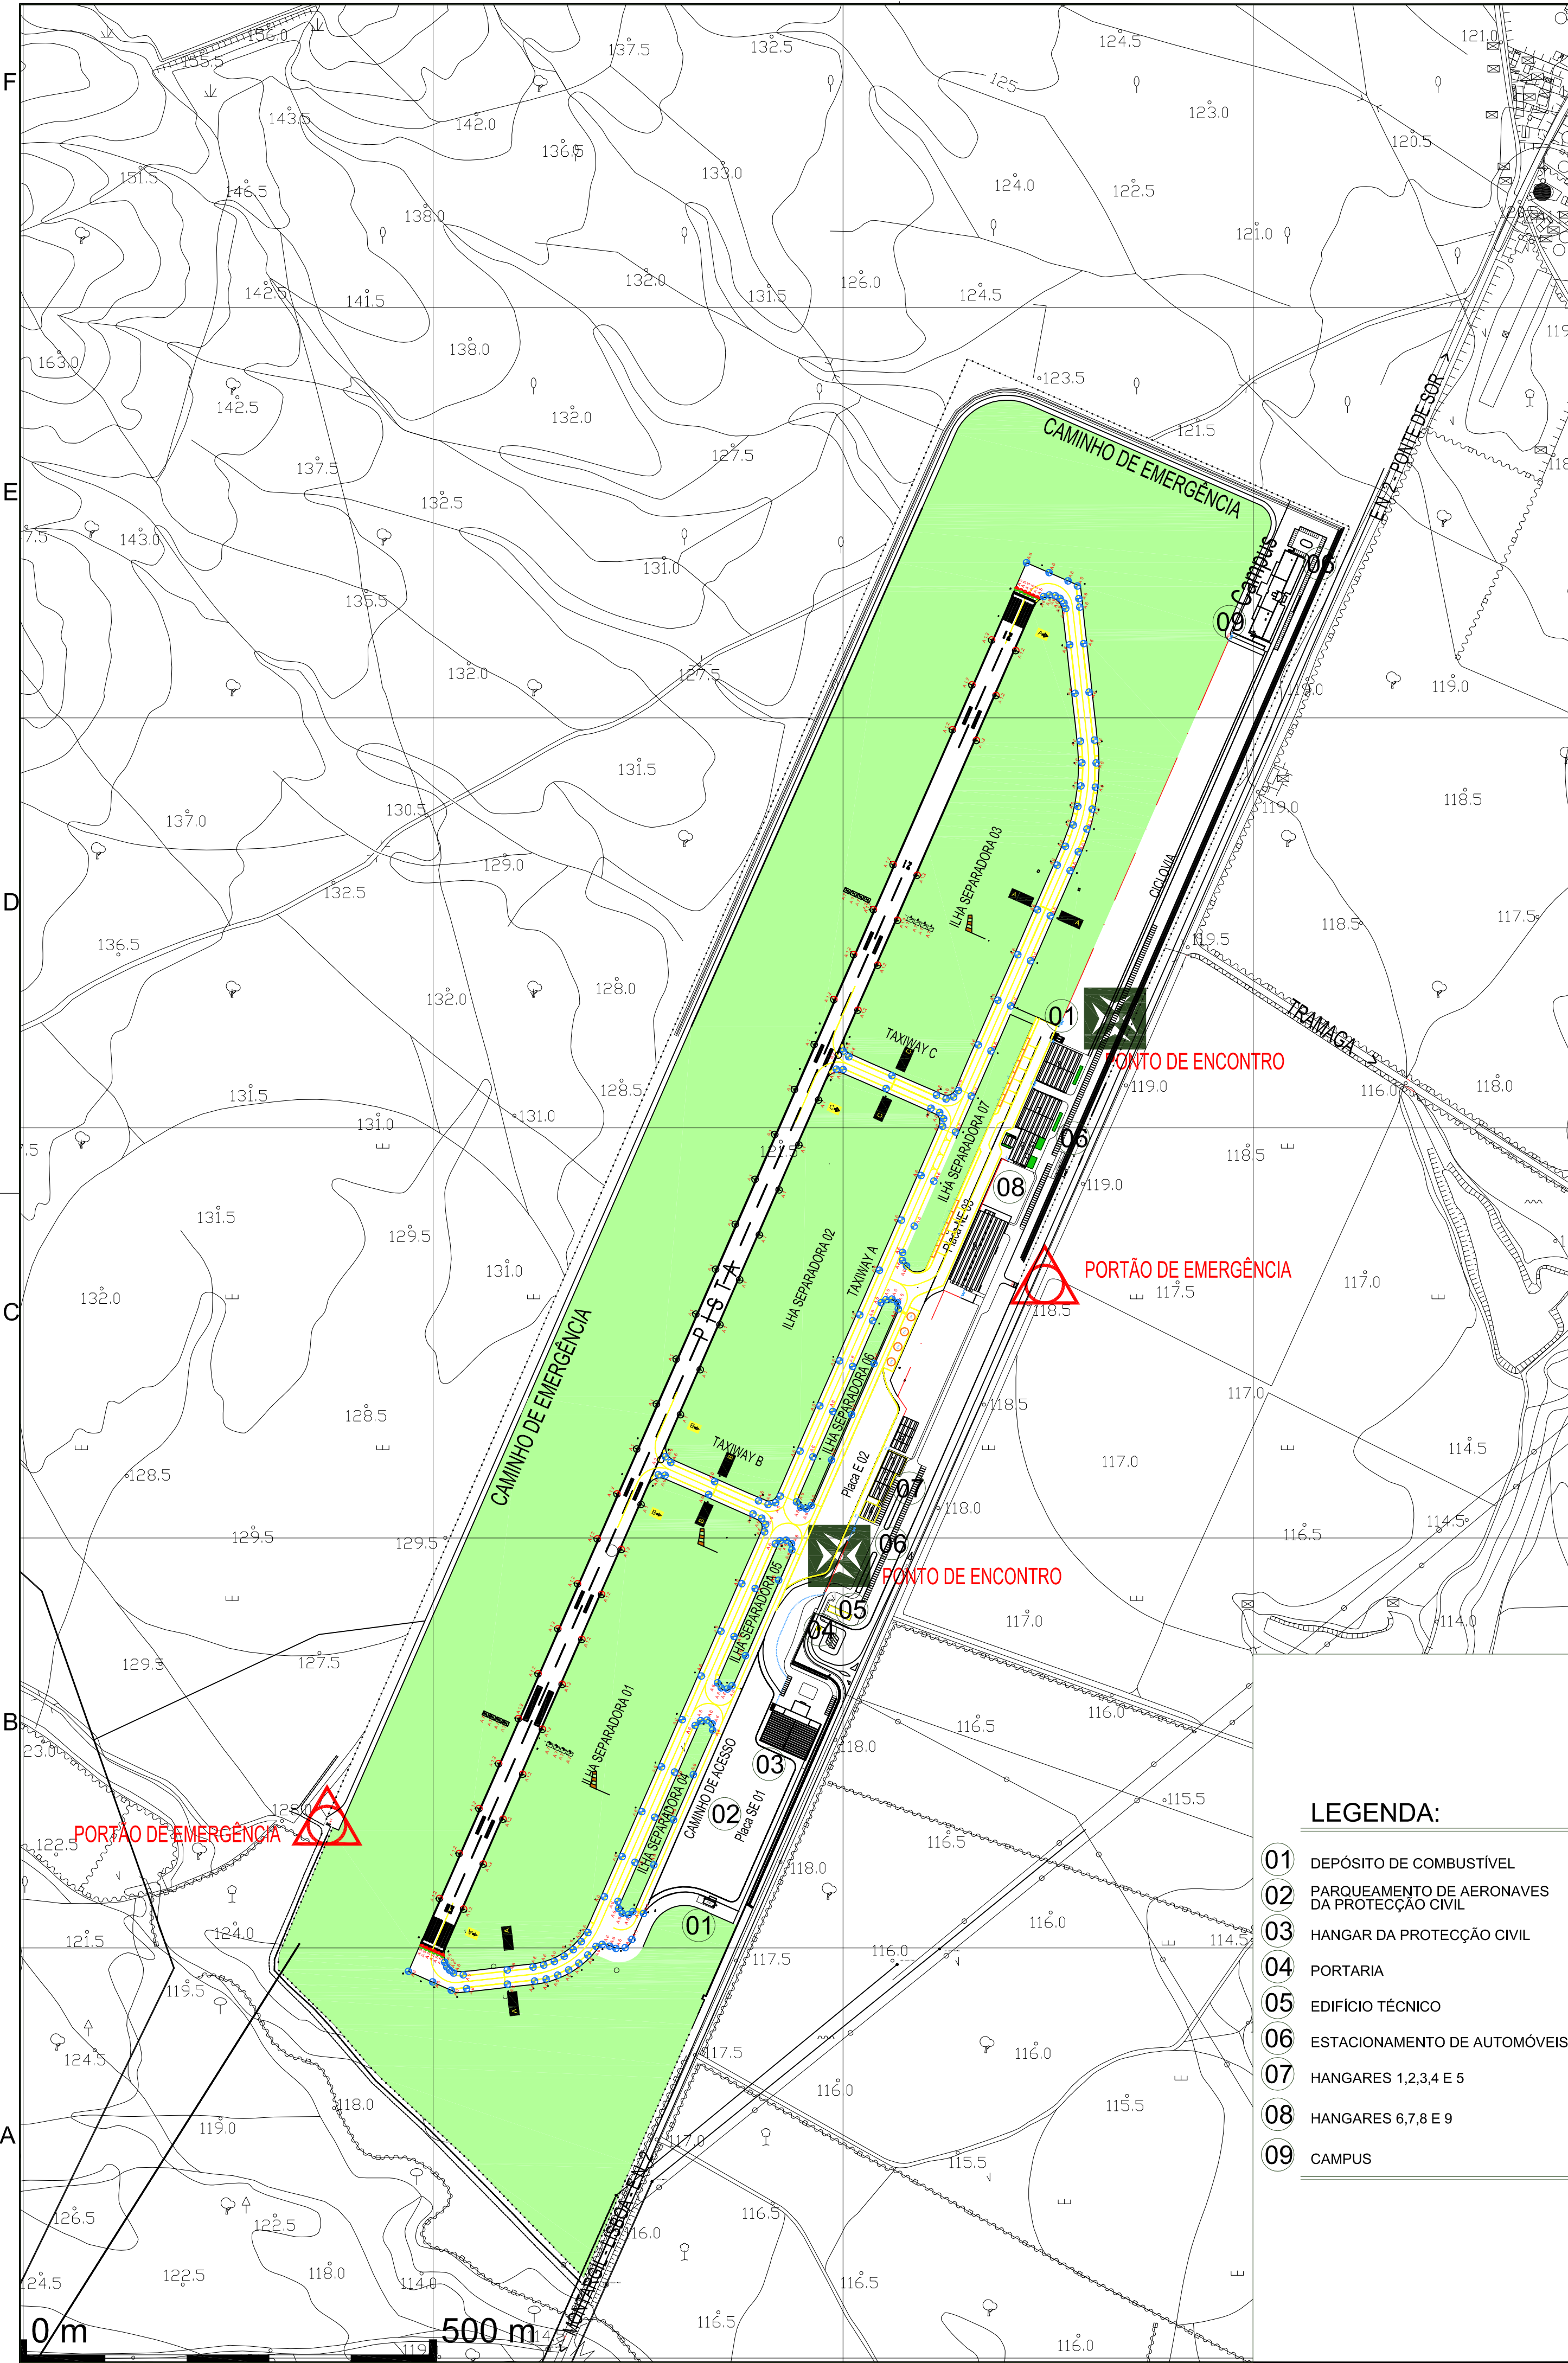 F
E
D
C
B
A
156.0
155.5
137.5
132.5
124.5
121.0
125
143.5
142.0
136.5
133.0
123.0
120.5
151.5
146.5
138.0
124.0
122.5
121.0
142.5
141.5
132.0
131.5
126.0
124.5
163.0
138.0
123.5
142.5
132.0
127.5
121.5
137.5
132.5
143.0
131.0
135.5
132.0
127.5
119.0
119.0
EN 2 - PONTE DE SOR >
CAMINHO DE EMERGÊNCIA
Campus
06
09
12
131.5
130.5
137.0
129.0
132.5
136.5
132.0
128.0
119.0
118.5
118.5
117.5
119.5
CICLOVIA
ILHA SEPARADORA 03
12
A
A
TRAMAGA >
01
PONTO DE ENCONTRO
TAXIWAY C
C
C
C
128.5
131.5
131.0
131.0
119.0
116.0
118.0
ILHA SEPARADORA 07
06
08
118.5
119.0
Placa NE 03
131.5
129.5
131.0
132.0
ILHA SEPARADORA 02
TAXIWAY A
PISTA
PORTÃO DE EMERGÊNCIA
118.5
117.5
117.0
CAMINHO DE EMERGÊNCIA
ILHA SEPARADORA 06
117.0
118.5
128.5
128.5
114.5
117.0
B
TAXIWAY B
B
B
B
Placa E 02
07
118.0
129.5
129.5
116.5
114.5
06
PONTO DE ENCONTRO
ILHA SEPARADORA 05
05
04
117.0
114.0
129.5
127.5
ILHA SEPARADORA 01
116.5
116.0
118.0
03
CAMINHO DE ACESSO
02
Placa SE 01
ILHA SEPARADORA 04
115.5
116.5
PORTÃO DE EMERGÊNCIA
122.5
118.0
01
116.0
121.5
124.0
A
A
A
117.5
116.0
114.5
119.5
124.5
117.5
116.0
116.0
115.5
118.0
119.0
117.0
115.5
126.5
122.5
116.5
MONTARGIL - LISBOA - EN 2
124.5
122.5
118.0
114.0
116.5
116.5
116.0
0 m
500 m
LEGENDA:
01 DEPÓSITO DE COMBUSTÍVEL
02 PARQUEAMENTO DE AERONAVES
DA PROTECÇÃO CIVIL
03 HANGAR DA PROTECÇÃO CIVIL
04 PORTARIA
05 EDIFÍCIO TÉCNICO
06 ESTACIONAMENTO DE AUTOMÓVEIS
07 HANGARES 1,2,3,4 E 5
08 HANGARES 6,7,8 E 9
09 CAMPUS